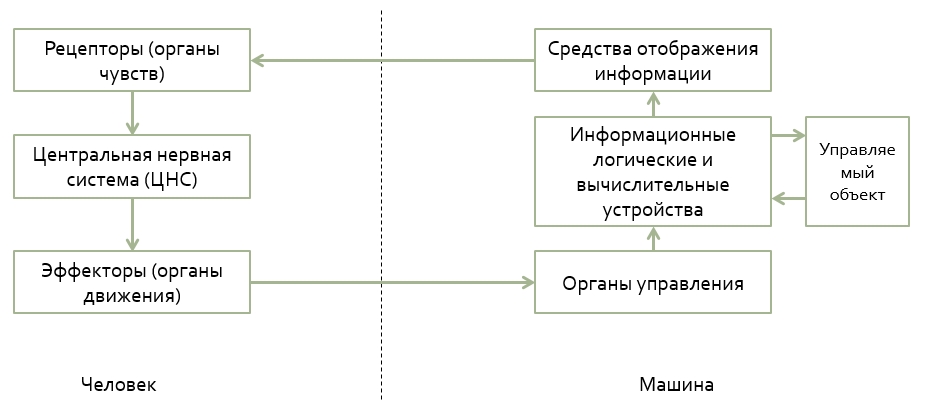 Рецепторы (органы
чувств)
Центральная нервная
система (ЦНС)
Эффекторы (органы
движения)
Человек
Средства отображения
информации
Информационные
логические и
вычислительные
устройства
Управляе
мый
объект
Органы управления
Машина